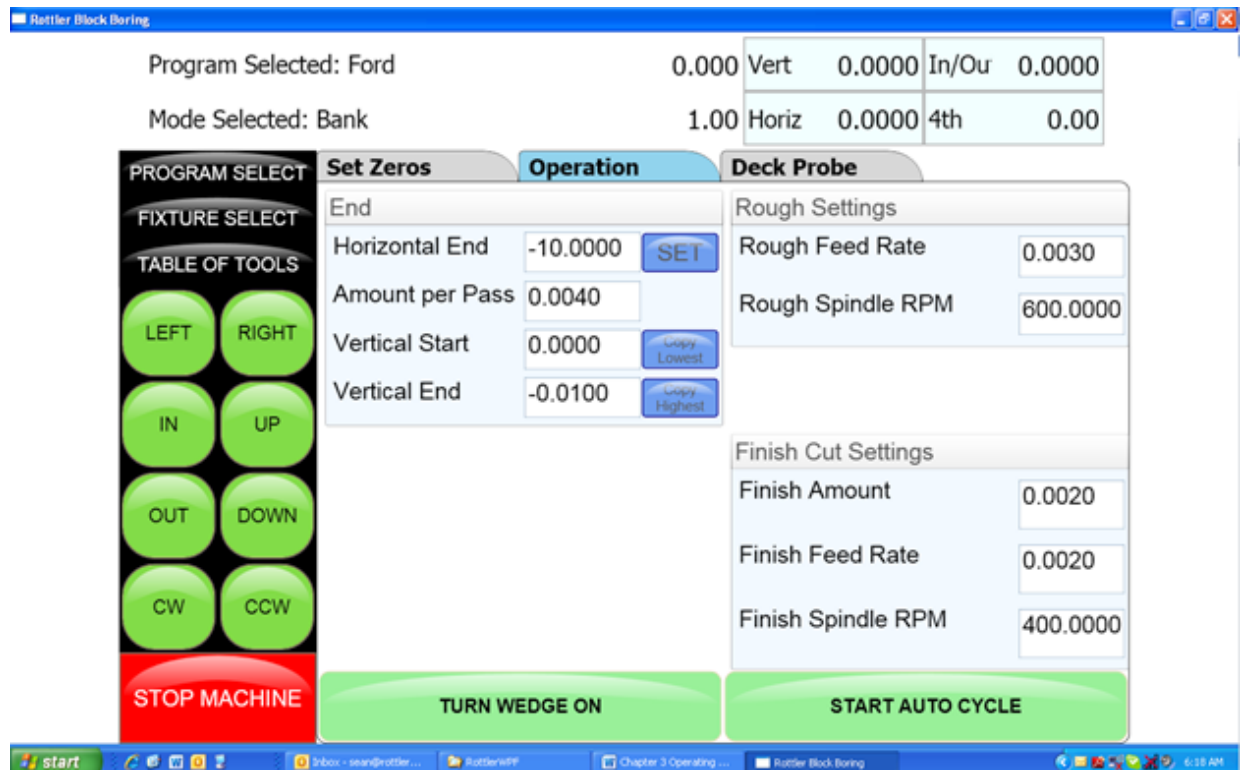 Rottler Block Boring
Program Selected: Ford 0.000 Vert 0.0000 In/Ou 0.0000
Mode Selected: Bank 1.00 Horiz 0.0000 4th 0.00
PROGRAM SELECT
FIXTURE SELECT
TABLE OF TOOLS
LEFT RIGHT
IN UP
OUT DOWN
CW CCW
STOP MACHINE
Set Zeros Operation Deck Probe
End
Horizontal End -10.0000 SET
Amount per Pass 0.0040
Vertical Start 0.0000 Copy Lowest
Vertical End -0.0100 Copy Highest
Rough Settings
Rough Feed Rate 0.0030
Rough Spindle RPM 600.0000
Finish Cut Settings
Finish Amount 0.0020
Finish Feed Rate 0.0020
Finish Spindle RPM 400.0000
TURN WEDGE ON START AUTO CYCLE
start Inbox - sean@rottler... RottlerWPF Chapter 3 Operating ... Rottler Block Boring 6:18 AM